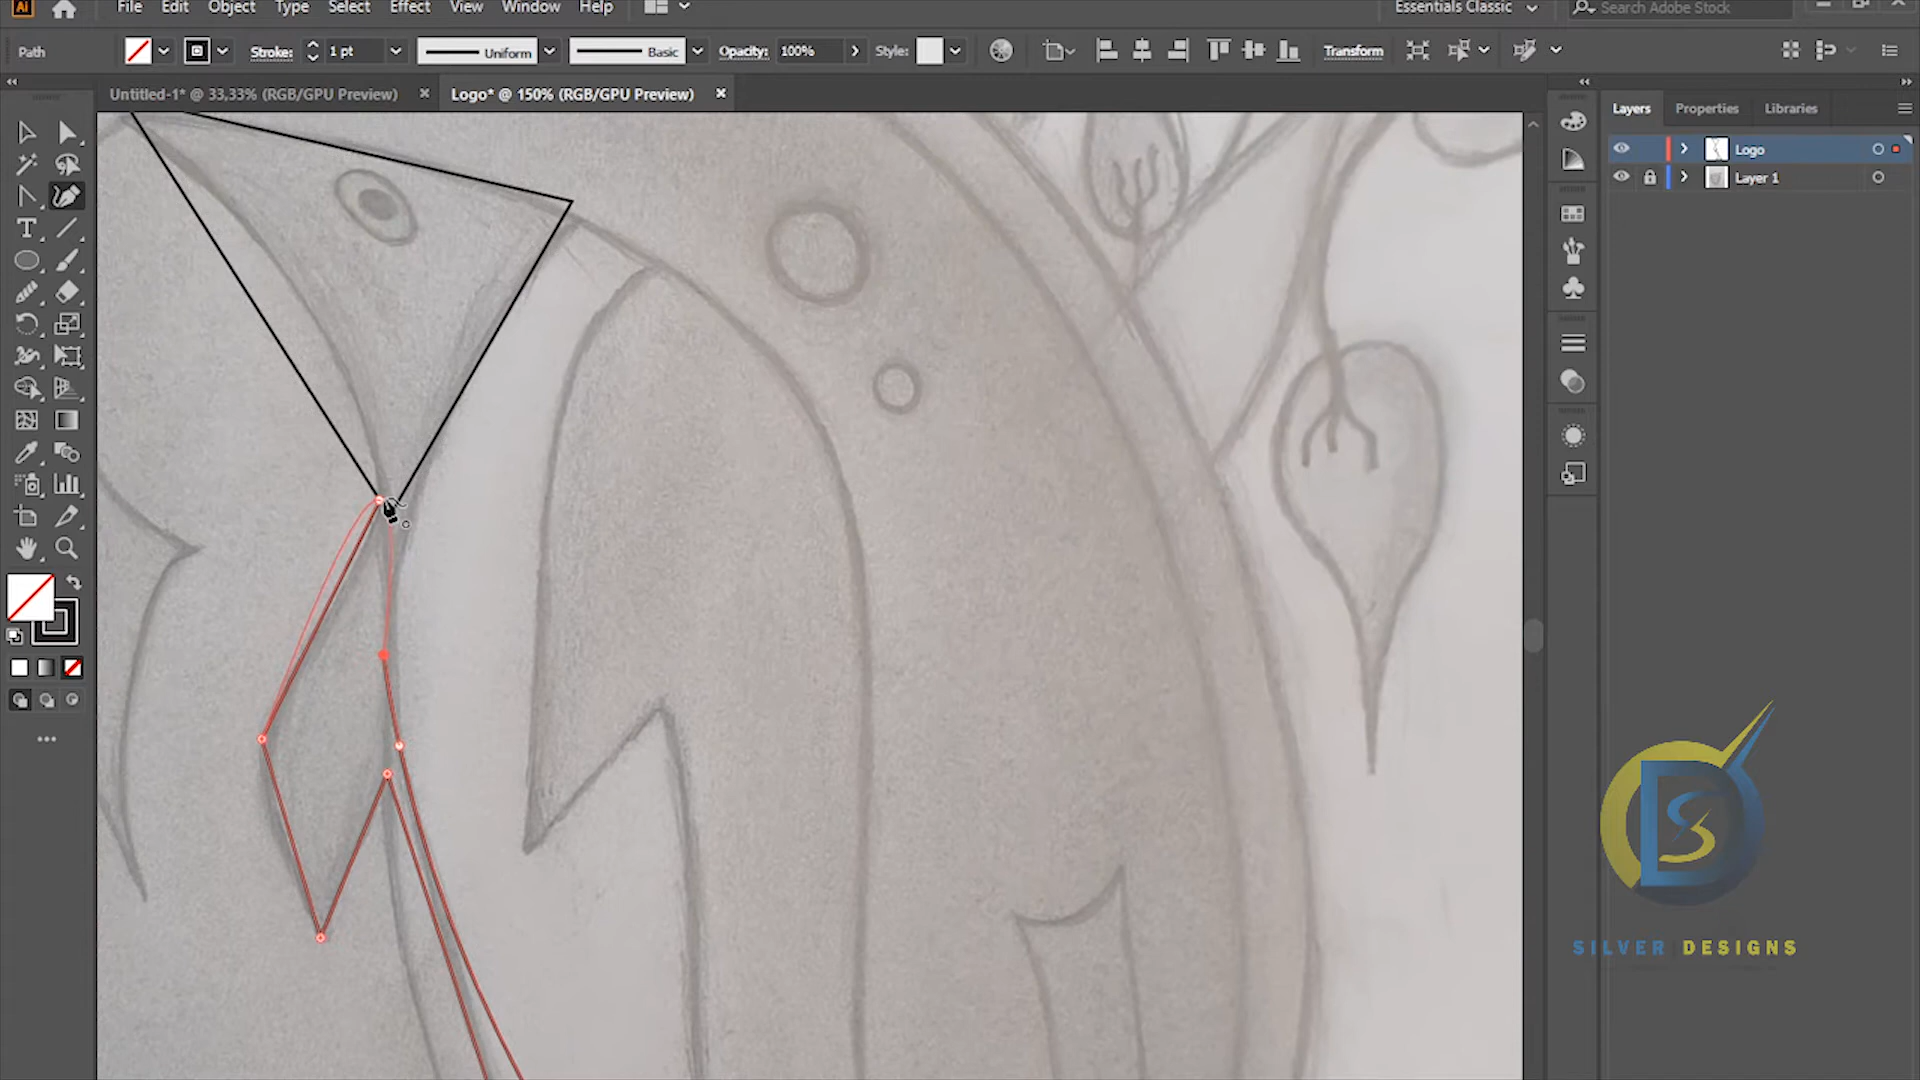 Ai File Edit Object Type Select Effect View Window Help Essentials Classic Search Adobe Stock
Path Stroke: 1 pt Uniform Basic Opacity: 100% Style: Transform
Untitled-1* @ 33,33% (RGB/GPU Preview) Logo* @ 150% (RGB/GPU Preview)
Layers Properties Libraries
Logo
Layer 1
SILVER DESIGNS